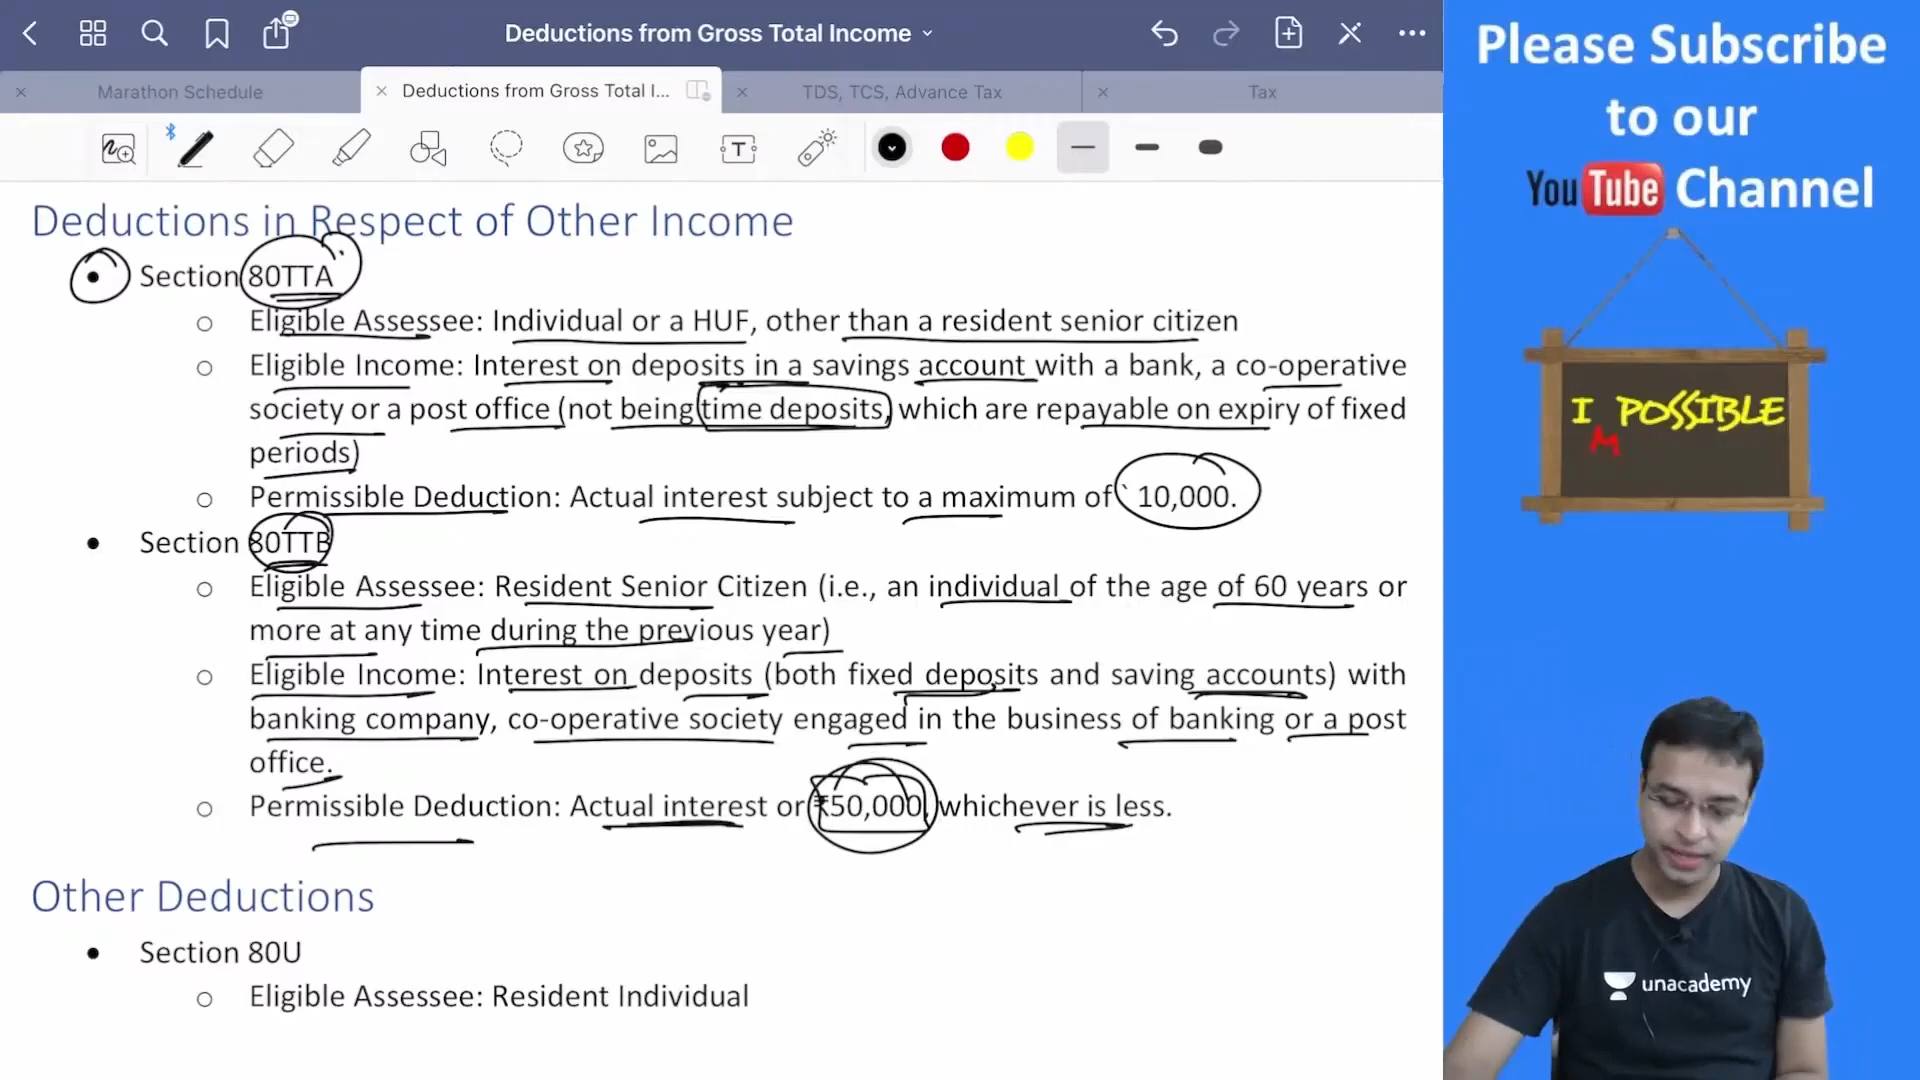 Deductions from Gross Total Income
Marathon Schedule
Deductions from Gross Total I...
TDS, TCS, Advance Tax
Tax
T
Deductions in Respect of Other Income
Section 80TTA
Eligible Assessee: Individual or a HUF, other than a resident senior citizen
Eligible Income: Interest on deposits in a savings account with a bank, a co-operative
society or a post office (not being time deposits, which are repayable on expiry of fixed
periods)
Permissible Deduction: Actual interest subject to a maximum of ` 10,000.
Section 80TTB
Eligible Assessee: Resident Senior Citizen (i.e., an individual of the age of 60 years or
more at any time during the previous year)
Eligible Income: Interest on deposits (both fixed deposits and saving accounts) with
banking company, co-operative society engaged in the business of banking or a post
office.
Permissible Deduction: Actual interest or ₹50,000, whichever is less.
Other Deductions
Section 80U
Eligible Assessee: Resident Individual
Please Subscribe
to our
YouTube Channel
I POSSIBLE
M
unacademy